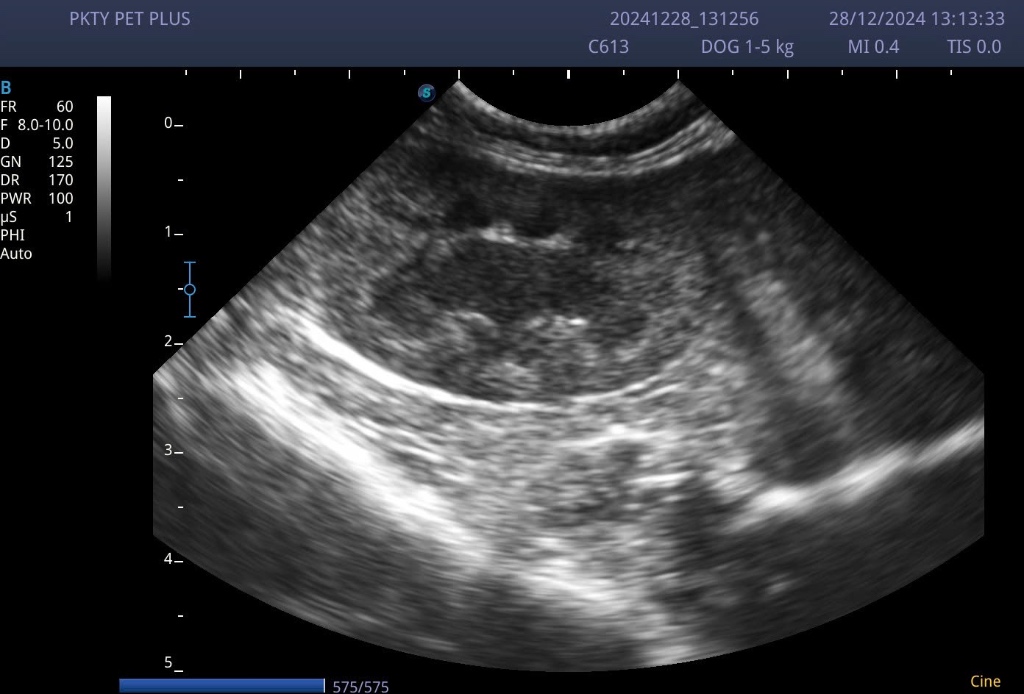 PKTY PET PLUS
20241228_131256
28/12/2024 13:13:33
C613
DOG 1-5 kg
MI 0.4
TIS 0.0
B
FR 60
F 8.0-10.0
D 5.0
GN 125
DR 170
PWR 100
µS 1
PHI
Auto
S
0
1
2
3
4
5
575/575
Cine